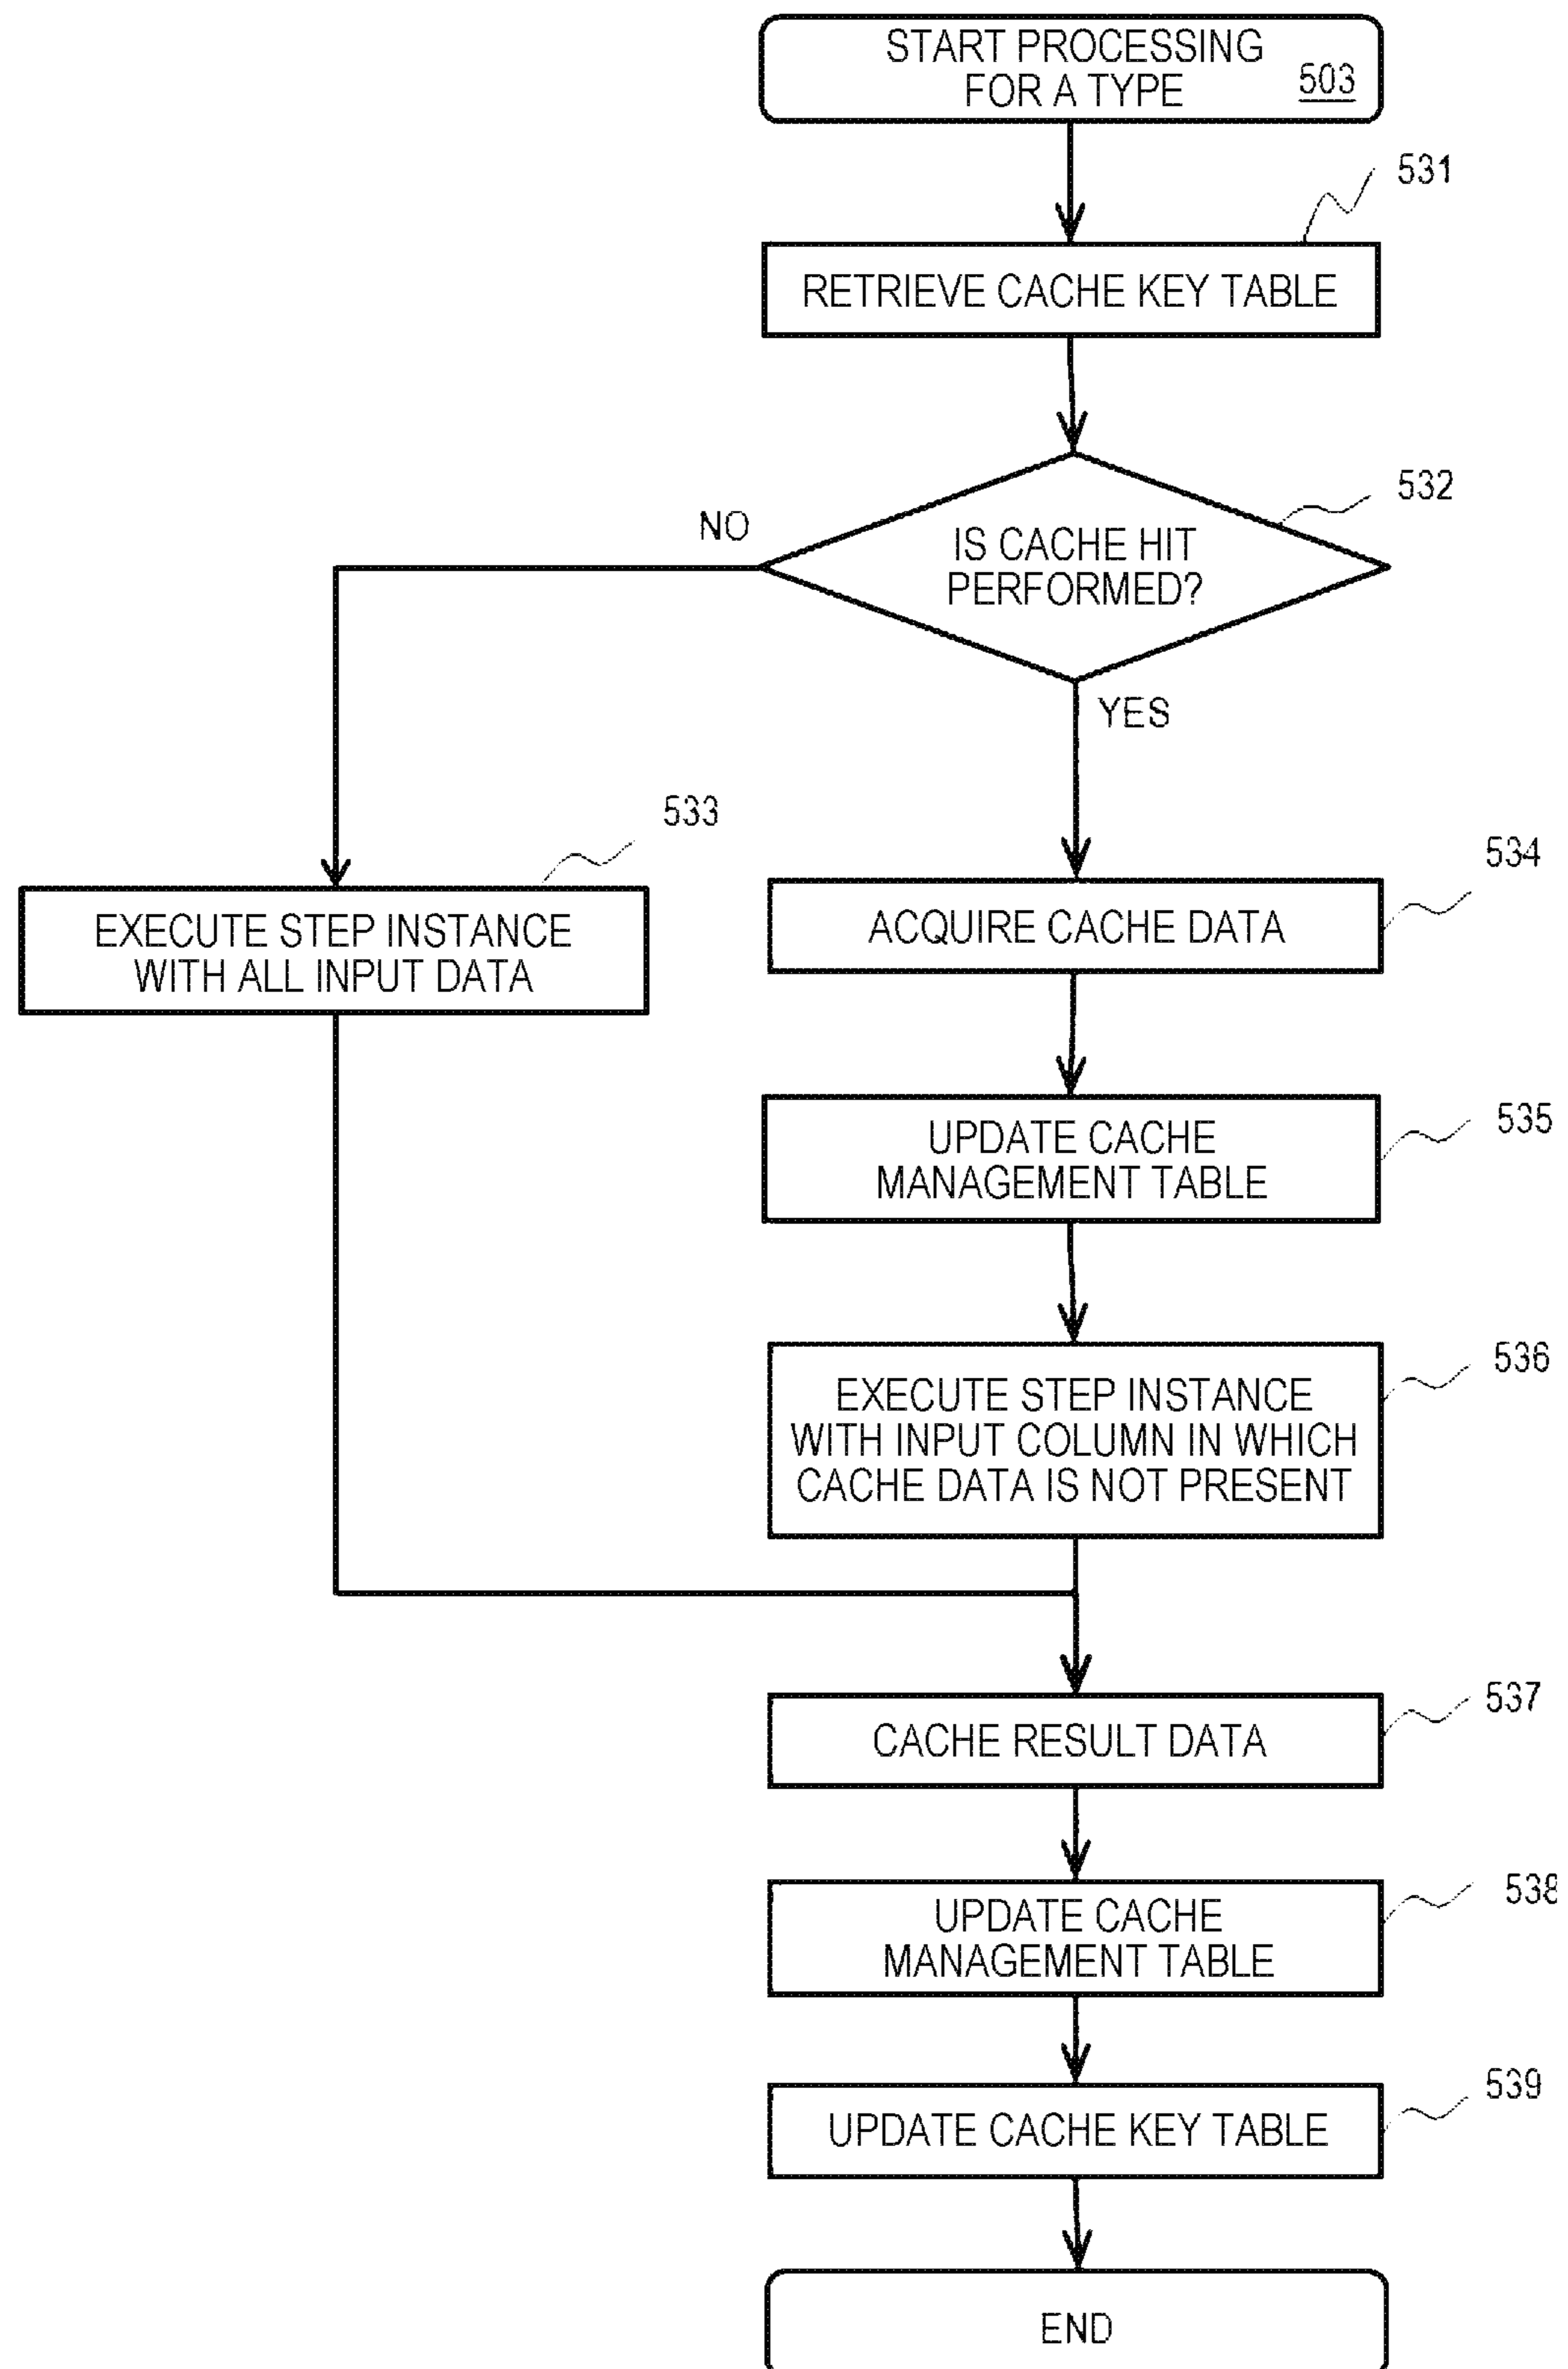 START PROCESSING
FOR A TYPE 503
531
RETRIEVE CACHE KEY TABLE
532
NO
IS CACHE HIT
PERFORMED?
YES
533
534
EXECUTE STEP INSTANCE
WITH ALL INPUT DATA
ACQUIRE CACHE DATA
535
UPDATE CACHE
MANAGEMENT TABLE
536
EXECUTE STEP INSTANCE
WITH INPUT COLUMN IN WHICH
CACHE DATA IS NOT PRESENT
537
CACHE RESULT DATA
538
UPDATE CACHE
MANAGEMENT TABLE
539
UPDATE CACHE KEY TABLE
END